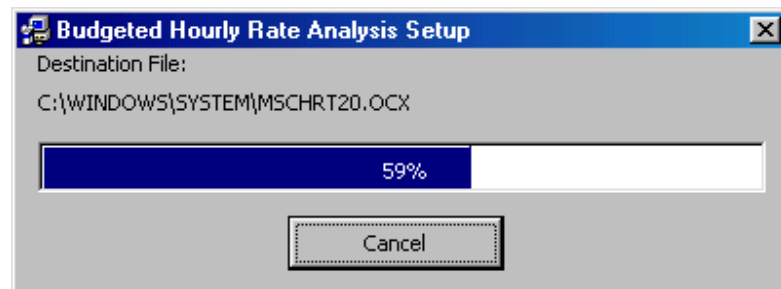 Budgeted Hourly Rate Analysis Setup
Destination File:
C:\WINDOWS\SYSTEM\MSCHRT20.OCX
59%
Cancel